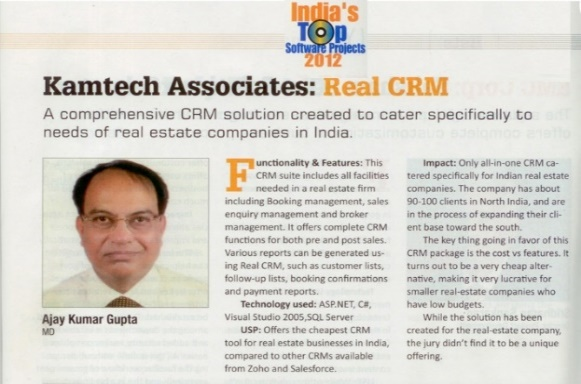 India's
Top
Software Projects
2012
Kamtech Associates: Real CRM
A comprehensive CRM solution created to cater specifically to
needs of real estate companies in India.
Ajay Kumar Gupta
MD
Functionality & Features: This
CRM suite includes all facilities
needed in a real estate firm
including Booking management, sales
enquiry management and broker
management. It offers complete CRM
functions for both pre and post sales.
Various reports can be generated us-
ing Real CRM, such as customer lists,
follow-up lists, booking confirmations
and payment reports.
Technology used: ASP.NET, C#,
Visual Studio 2005,SQL Server
USP: Offers the cheapest CRM
tool for real estate businesses in India,
compared to other CRMs available
from Zoho and Salesforce.
Impact: Only all-in-one CRM ca-
tered specifically for Indian real estate
companies. The company has about
90-100 clients in North India, and are
in the process of expanding their cli-
ent base toward the south.
The key thing going in favor of this
CRM package is the cost vs features. It
turns out to be a very cheap alter-
native, making it very lucrative for
smaller real-estate companies who
have low budgets.
While the solution has been
created for the real-estate company,
the jury didn't find it to be a unique
offering.